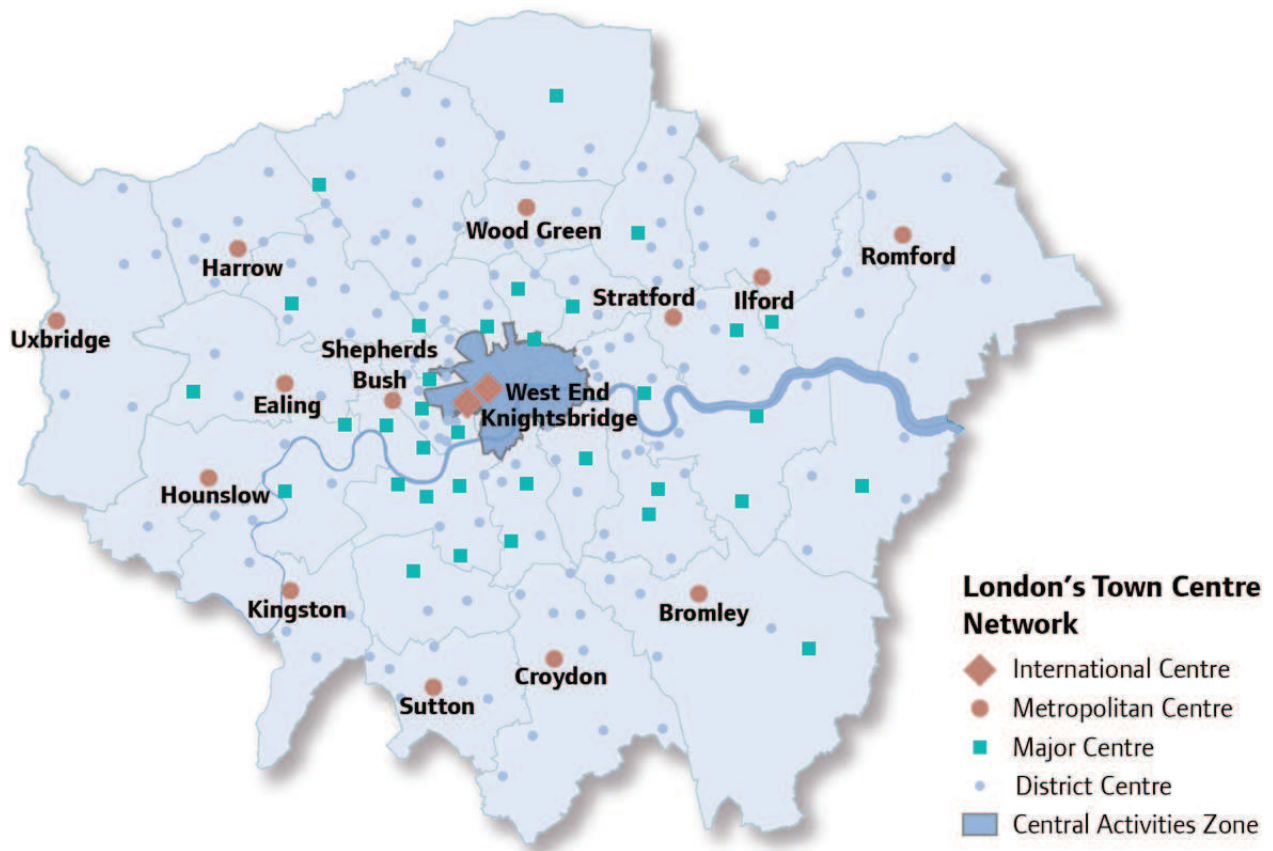 Wood Green
Romford
Harrow
Stratford
Ilford
Uxbridge
Shepherds
Bush
West End
Ealing
Knightsbridge
Hounslow
Kingston
Bromley
Croydon
Sutton
London's Town Centre
Network
International Centre
Metropolitan Centre
Major Centre
District Centre
Central Activities Zone